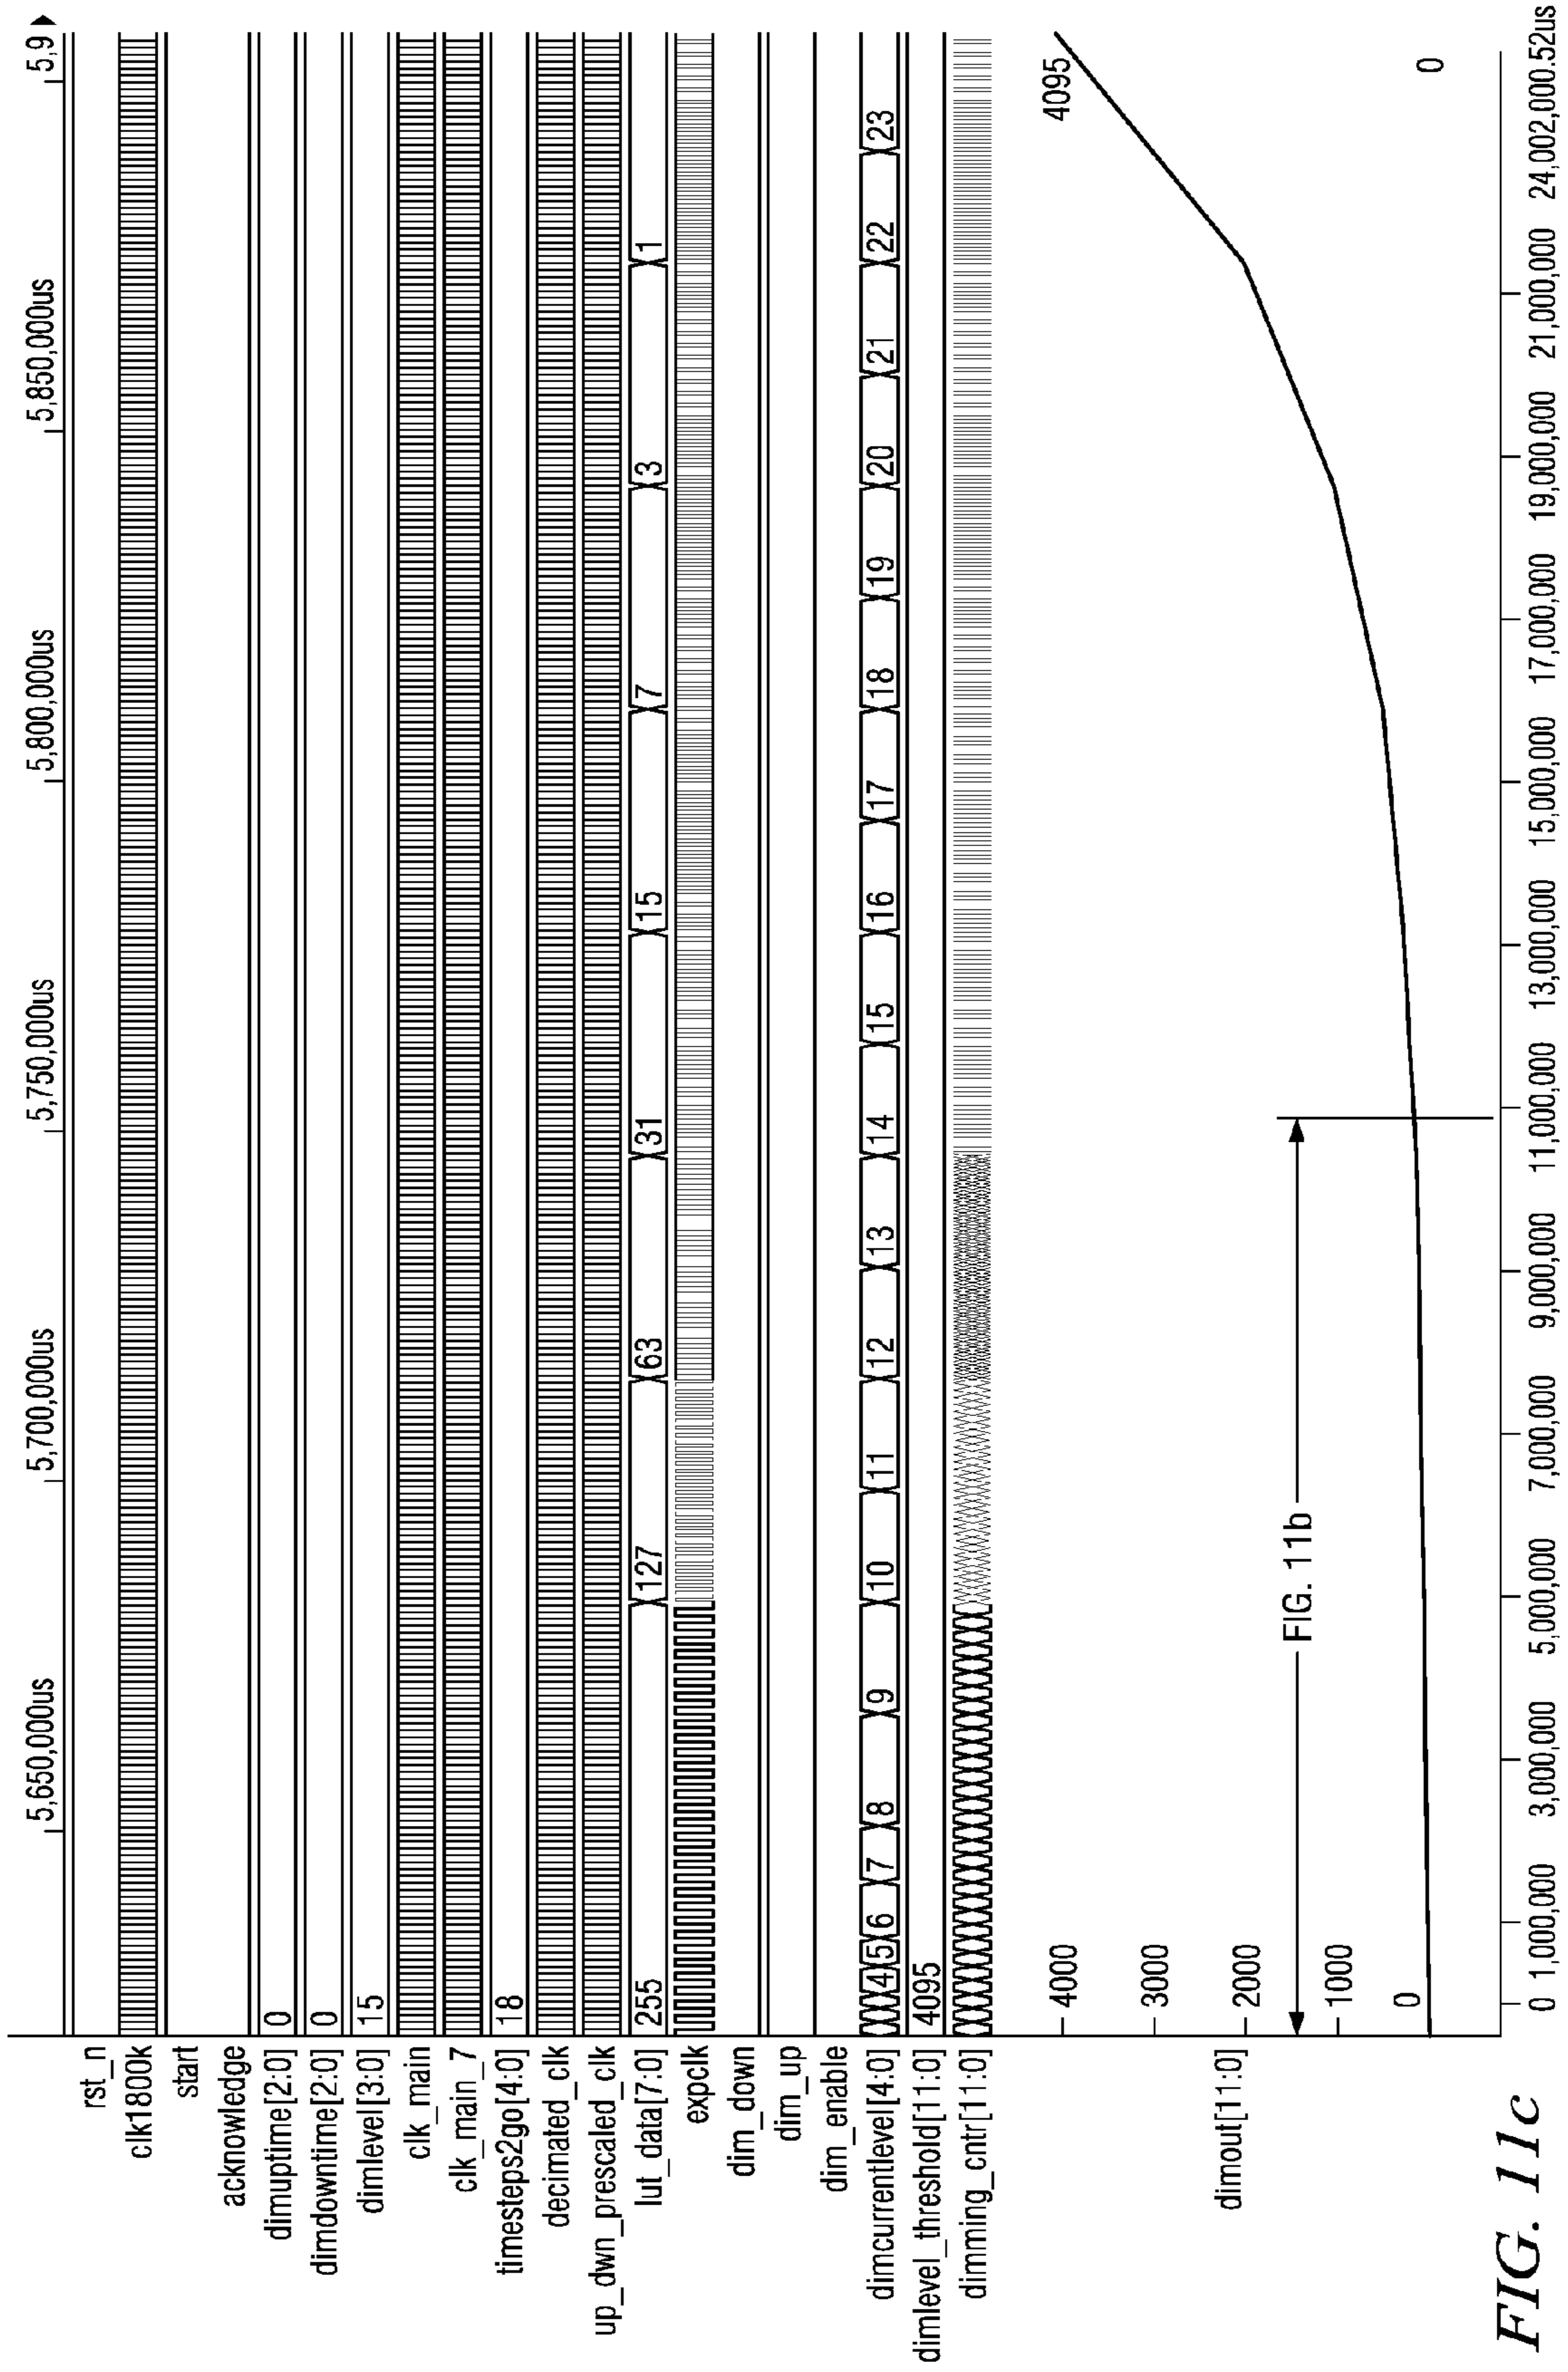 5,650,000us 5,700,000us 5,750,000us 5,800,000us 5,850,000us 5,9
rst_n
clk1800k
start
acknowledge
dimuptime[2:0] 0
dimdowntime[2:0] 0
dimlevel[3:0] 15
clk_main
clk_main_7
timesteps2go[4:0] 18
decimated_clk
up_dwn_prescaled_clk
lut_data[7:0] 255 127 63 31 15 7 3 1
expclk
dim_down
dim_up
dim_enable
dimcurrentlevel[4:0] 4 5 6 7 8 9 10 11 12 13 14 15 16 17 18 19 20 21 22 23
dimlevel_threshold[11:0] 4095
dimming_cntr[11:0]
4000 4095
3000
dimout[11:0] 2000
FIG. 11b
1000
0 0
0 1,000,000 3,000,000 5,000,000 7,000,000 9,000,000 11,000,000 13,000,000 15,000,000 17,000,000 19,000,000 21,000,000 24,002,000.52us
FIG. 11c